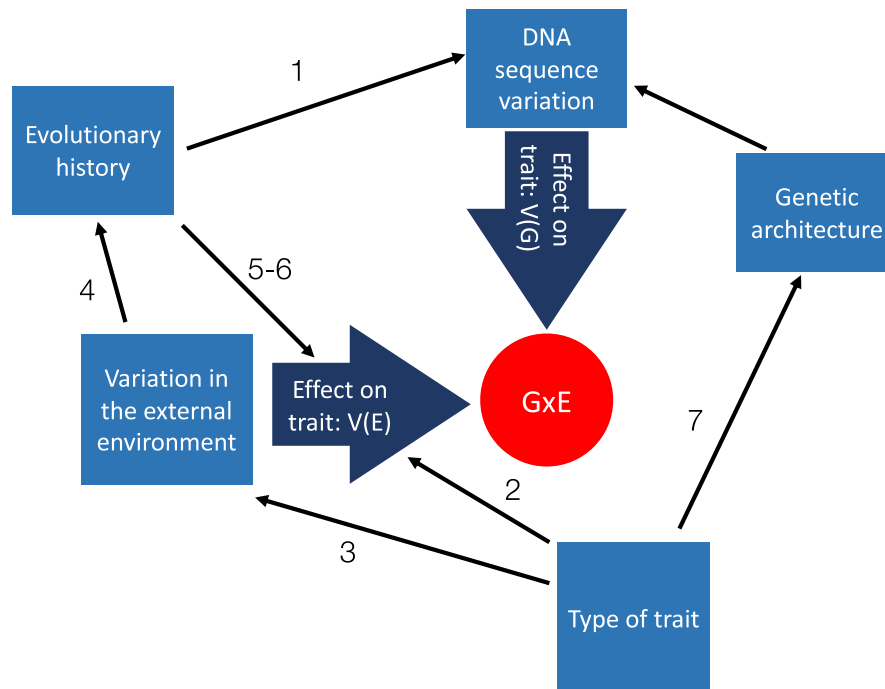 DNA
sequence
variation
1
Evolutionary
history
Effect on
trait: V(G)
Genetic
architecture
4
5-6
Variation in
the external
environment
Effect on
trait: V(E)
GxE
7
2
3
Type of trait